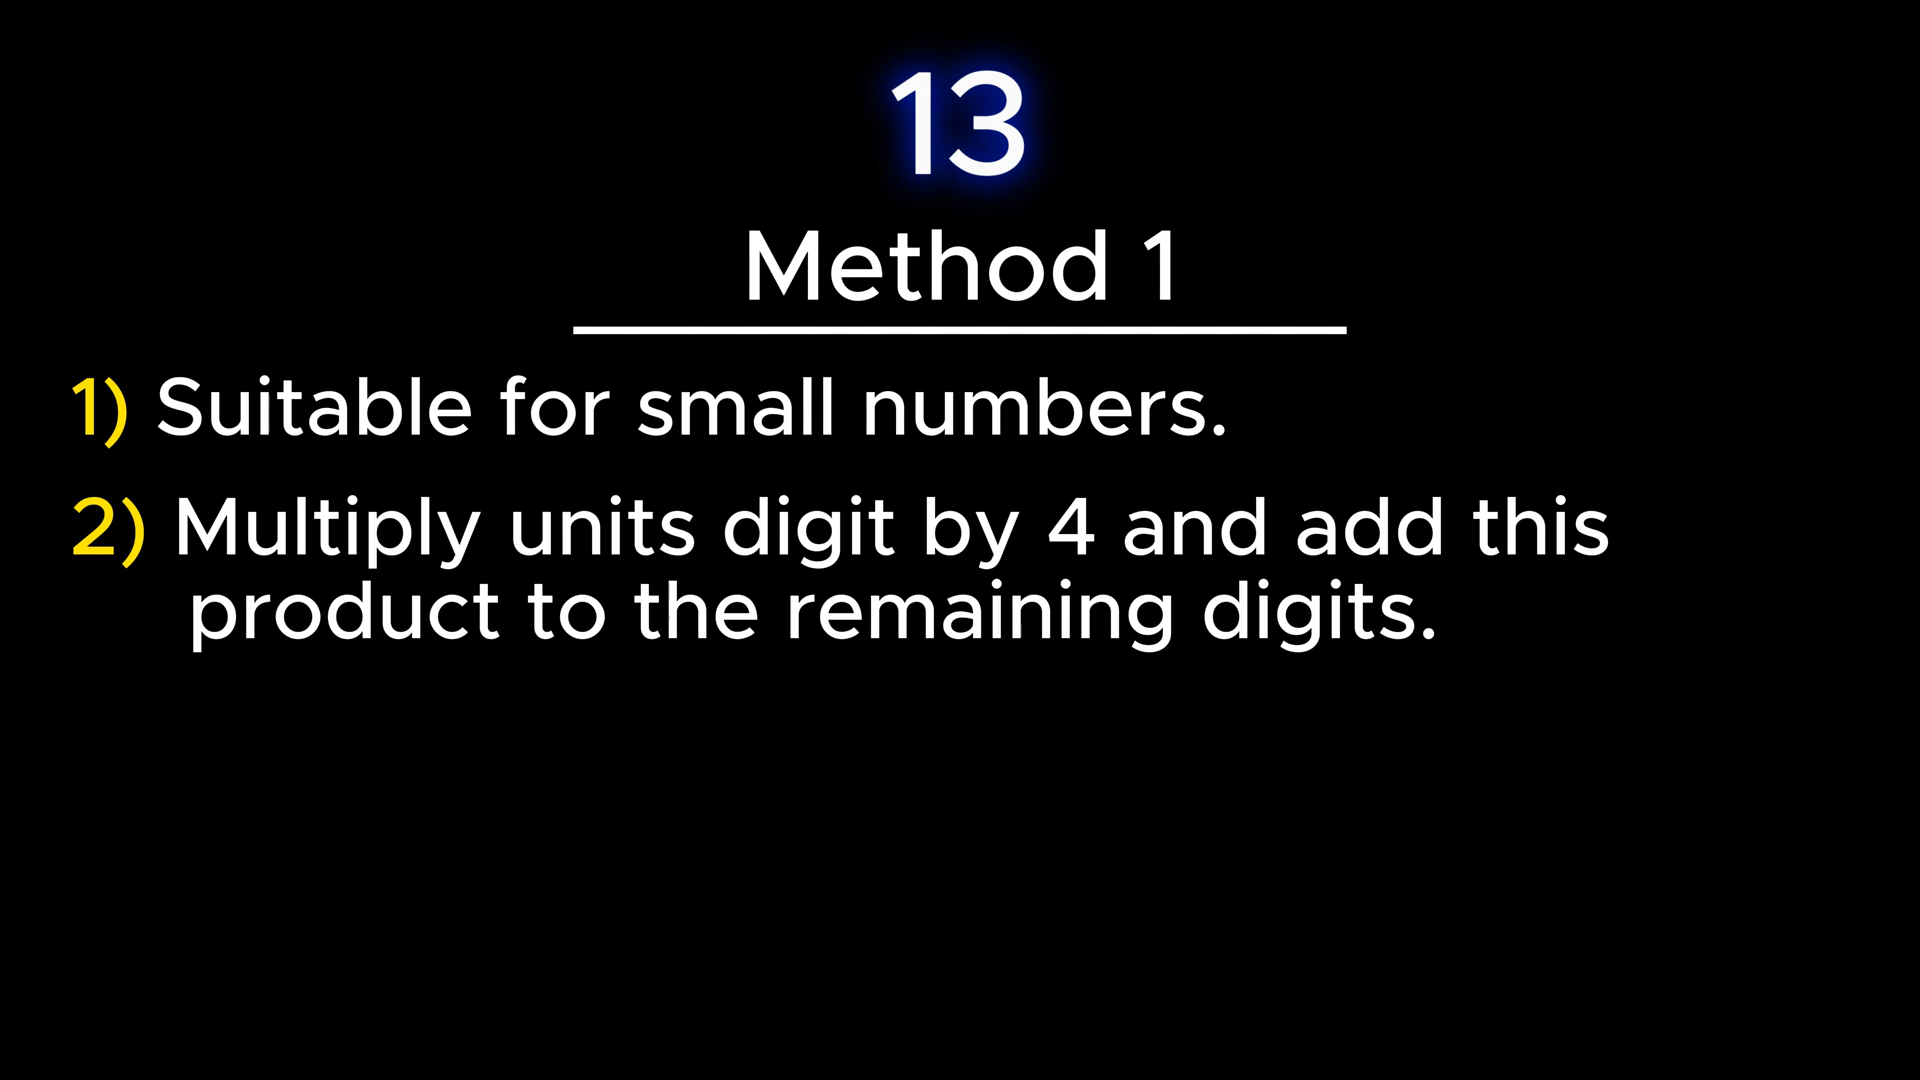 13
Method 1
1) Suitable for small numbers.
2) Multiply units digit by 4 and add this
product to the remaining digits.